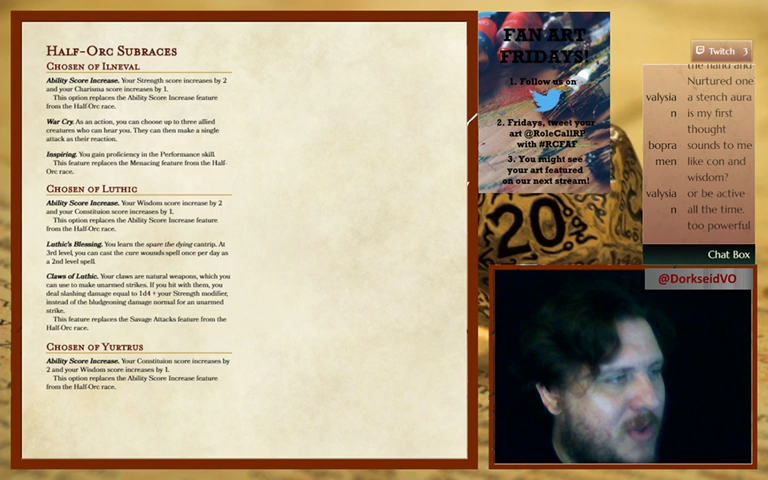 Half-Orc Subraces
Chosen of Ilneval
Ability Score Increase. Your Strength score increases by 2
and your Charisma score increases by 1.
This option replaces the Ability Score Increase feature
from the Half-Orc race.
War Cry. As an action, you can choose up to three allied
creatures who can hear you. They can then make a single
attack as their reaction.
Inspiring. You gain proficiency in the Performance skill.
This feature replaces the Menacing feature from the Half-
Orc race.
Chosen of Luthic
Ability Score Increase. Your Wisdom score increase by 2
and your Constituion score increases by 1.
This option replaces the Ability Score Increase feature
from the Half-Orc race.
Luthic's Blessing. You learn the spare the dying cantrip. At
3rd level, you can cast the cure wounds spell once per day as
a 2nd level spell.
Claws of Luthic. Your claws are natural weapons, which you
can use to make unarmed strikes. If you hit with them, you
deal slashing damage equal to 1d4 + your Strength modifier,
instead of the bludgeoning damage normal for an unarmed
strike.
This feature replaces the Savage Attacks feature from the
Half-Orc race.
Chosen of Yurtrus
Ability Score Increase. Your Constituion score increases by
2 and your Wisdom score increases by 1.
This option replaces the Ability Score Increase feature
from the Half-Orc race.
FAN ART
FRIDAYS!
1. Follow us on
2. Fridays, tweet your
art @RoleCallRP
with #RCFAF
3. You might see
your art featured
on our next stream!
20
Twitch 3
the hand and
Nurtured one
valysia
n
a stench aura
is my first
thought
bopra
men
sounds to me
like con and
wisdom?
valysia
n
or be active
all the time.
too powerful
Chat Box
@DorkseidVO